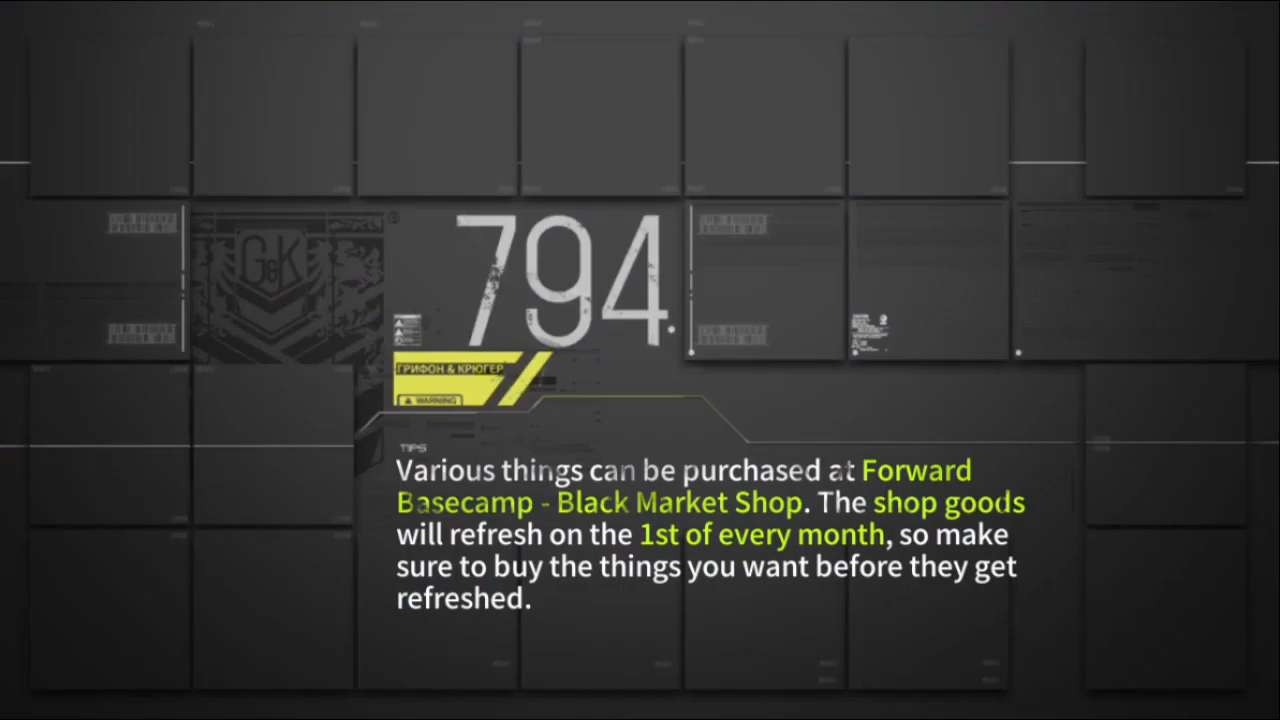 G&K
794.
ГРИФОН & КРЮГЕР
WARNING
TIPS
Various things can be purchased at Forward
Basecamp - Black Market Shop. The shop goods
will refresh on the 1st of every month, so make
sure to buy the things you want before they get
refreshed.